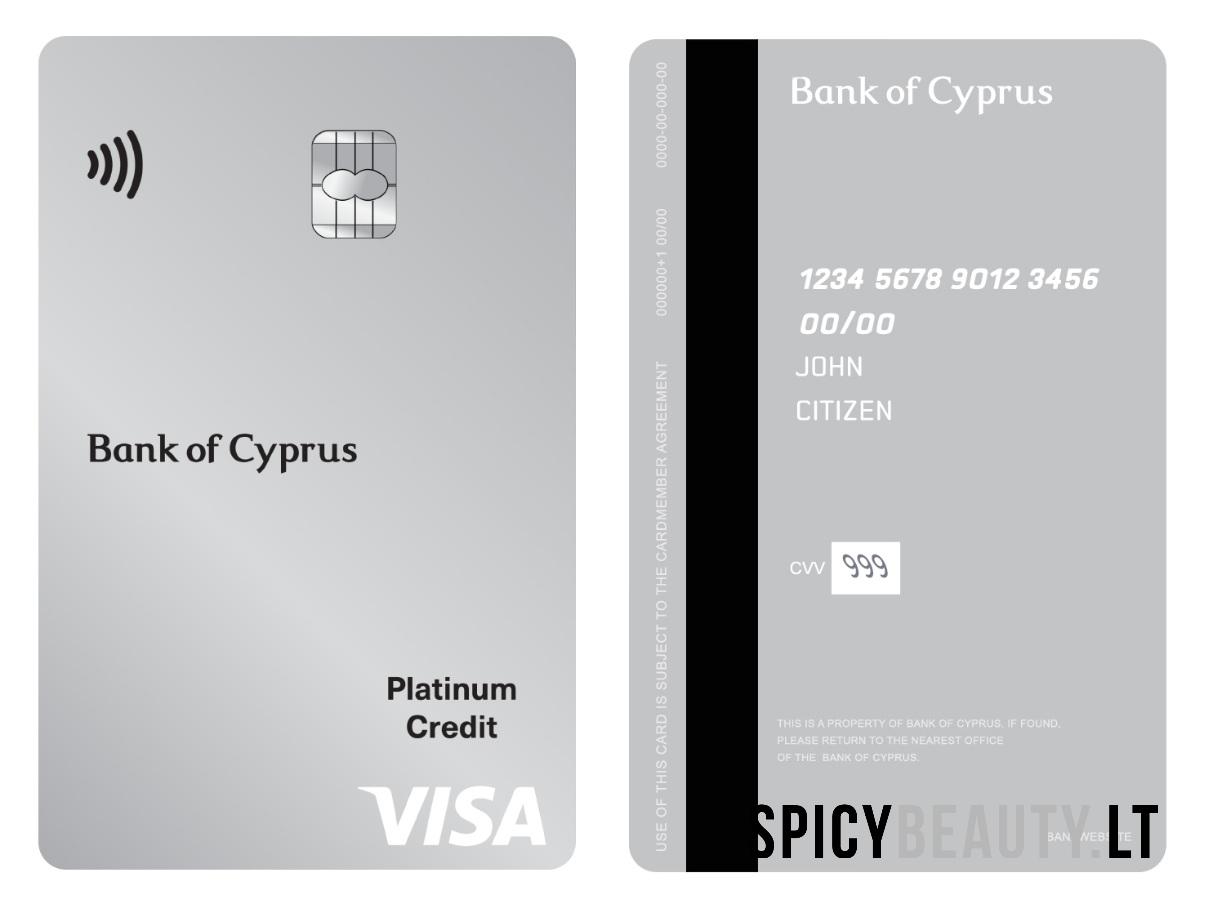 Bank of Cyprus
Platinum
Credit
VISA
USE OF THIS CARD IS SUBJECT TO THE CARDMEMBER AGREEMENT 000000+1 00/00 0000-00-000-00
Bank of Cyprus
1234 5678 9012 3456
00/00
JOHN
CITIZEN
CVV 999
THIS IS A PROPERTY OF BANK OF CYPRUS. IF FOUND,
PLEASE RETURN TO THE NEAREST OFFICE
OF THE BANK OF CYPRUS.
SPICYBEAUTY.LT